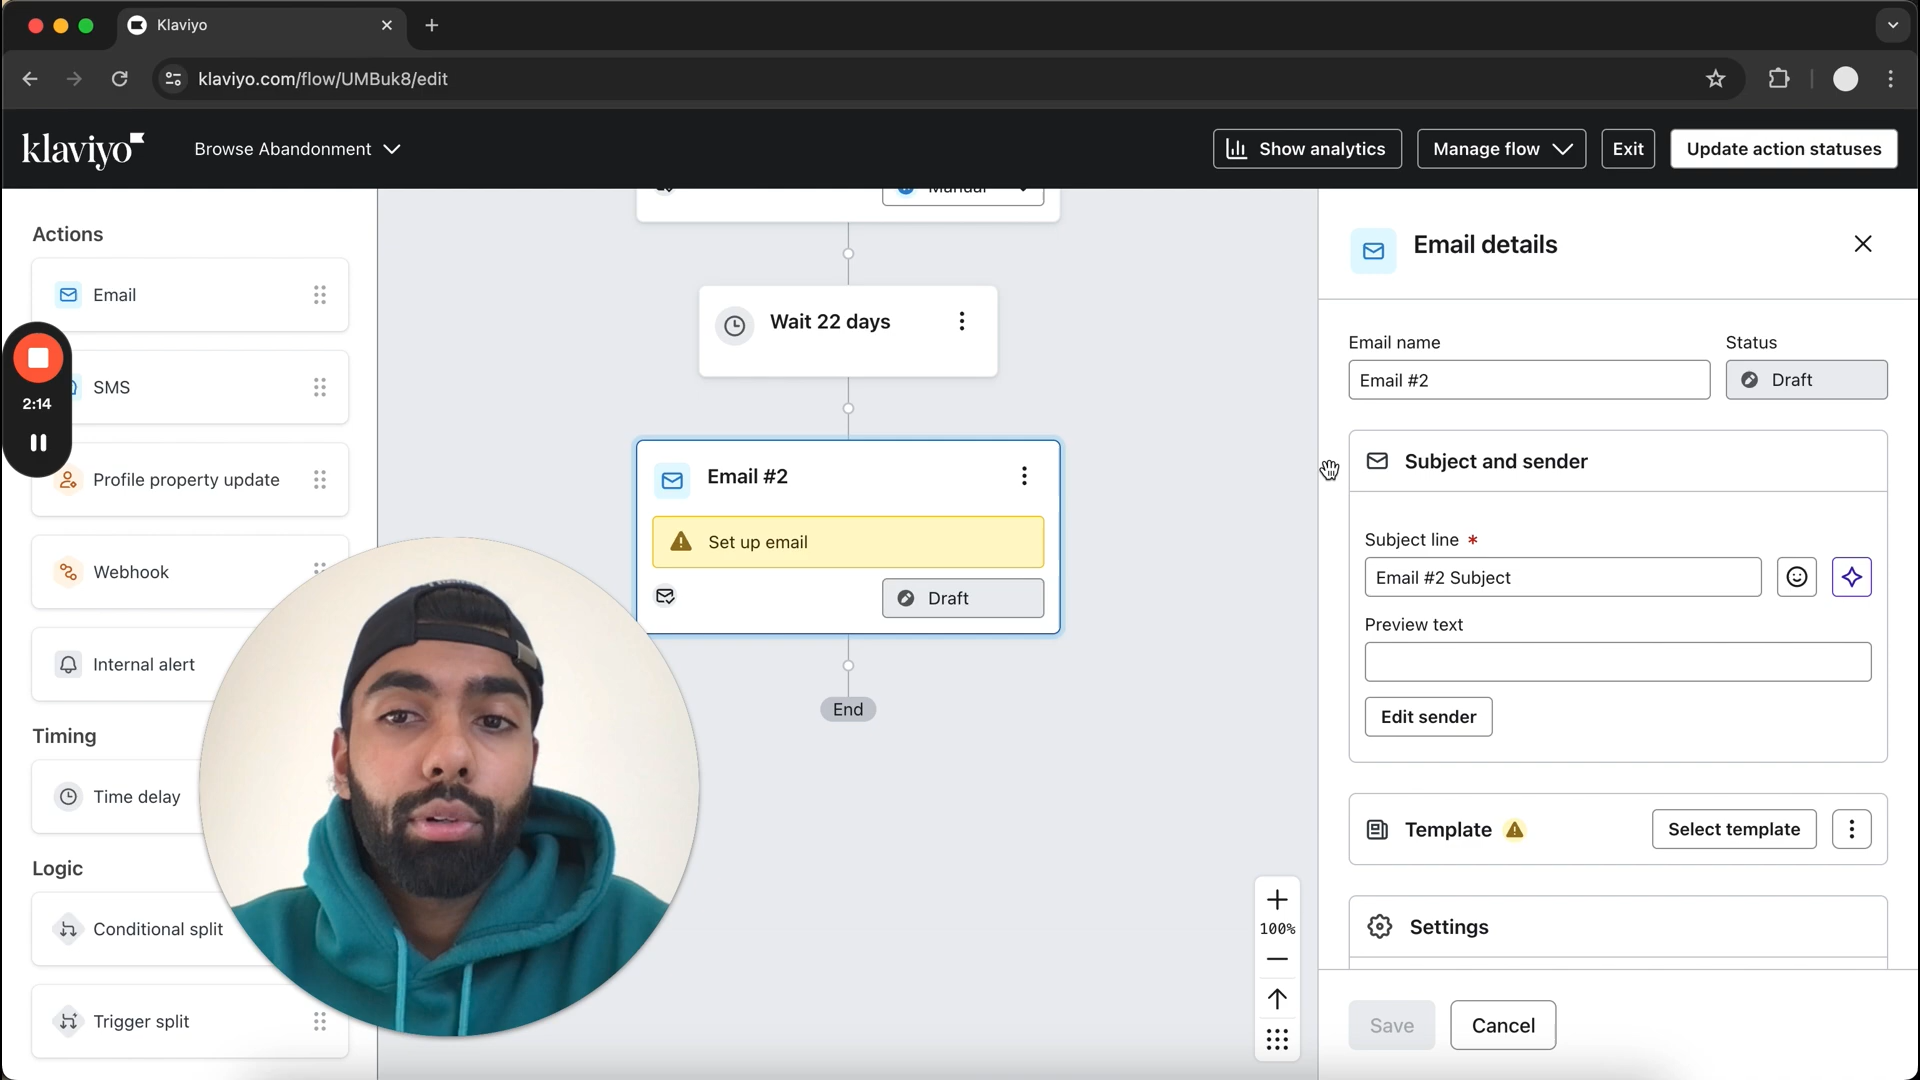 Klaviyo
klaviyo.com/flow/UMBuk8/edit
klaviyo
Browse Abandonment
Show analytics
Manage flow
Exit
Update action statuses
Actions
Email
SMS
2:14
Profile property update
Webhook
Internal alert
Timing
Time delay
Logic
Conditional split
Trigger split
Manual
Wait 22 days
Email #2
Set up email
Draft
End
100%
Email details
Email name
Status
Email #2
Draft
Subject and sender
Subject line *
Email #2 Subject
Preview text
Edit sender
Template
Select template
Settings
Save
Cancel